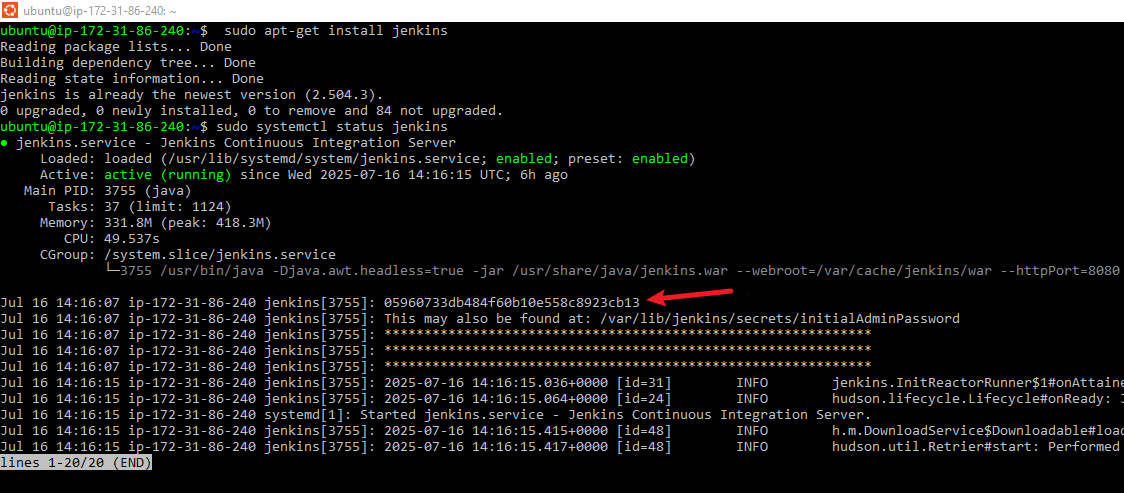 ubuntu@ip-172-31-86-240: ~
ubuntu@ip-172-31-86-240:~$  sudo apt-get install jenkins
Reading package lists... Done
Building dependency tree... Done
Reading state information... Done
jenkins is already the newest version (2.504.3).
0 upgraded, 0 newly installed, 0 to remove and 84 not upgraded.
ubuntu@ip-172-31-86-240:~$ sudo systemctl status jenkins
● jenkins.service - Jenkins Continuous Integration Server
     Loaded: loaded (/usr/lib/systemd/system/jenkins.service; enabled; preset: enabled)
     Active: active (running) since Wed 2025-07-16 14:16:15 UTC; 6h ago
   Main PID: 3755 (java)
      Tasks: 37 (limit: 1124)
     Memory: 331.8M (peak: 418.3M)
        CPU: 49.537s
     CGroup: /system.slice/jenkins.service
             └─3755 /usr/bin/java -Djava.awt.headless=true -jar /usr/share/java/jenkins.war --webroot=/var/cache/jenkins/war --httpPort=8080
Jul 16 14:16:07 ip-172-31-86-240 jenkins[3755]: 05960733db484f60b10e558c8923cb13
Jul 16 14:16:07 ip-172-31-86-240 jenkins[3755]: This may also be found at: /var/lib/jenkins/secrets/initialAdminPassword
Jul 16 14:16:07 ip-172-31-86-240 jenkins[3755]: *************************************************************
Jul 16 14:16:07 ip-172-31-86-240 jenkins[3755]: *************************************************************
Jul 16 14:16:07 ip-172-31-86-240 jenkins[3755]: *************************************************************
Jul 16 14:16:15 ip-172-31-86-240 jenkins[3755]: 2025-07-16 14:16:15.036+0000 [id=31]        INFO        jenkins.InitReactorRunner$1#onAttaine
Jul 16 14:16:15 ip-172-31-86-240 jenkins[3755]: 2025-07-16 14:16:15.064+0000 [id=24]        INFO        hudson.lifecycle.Lifecycle#onReady: J
Jul 16 14:16:15 ip-172-31-86-240 systemd[1]: Started jenkins.service - Jenkins Continuous Integration Server.
Jul 16 14:16:15 ip-172-31-86-240 jenkins[3755]: 2025-07-16 14:16:15.415+0000 [id=48]        INFO        h.m.DownloadService$Downloadable#load
Jul 16 14:16:15 ip-172-31-86-240 jenkins[3755]: 2025-07-16 14:16:15.417+0000 [id=48]        INFO        hudson.util.Retrier#start: Performed
lines 1-20/20 (END)